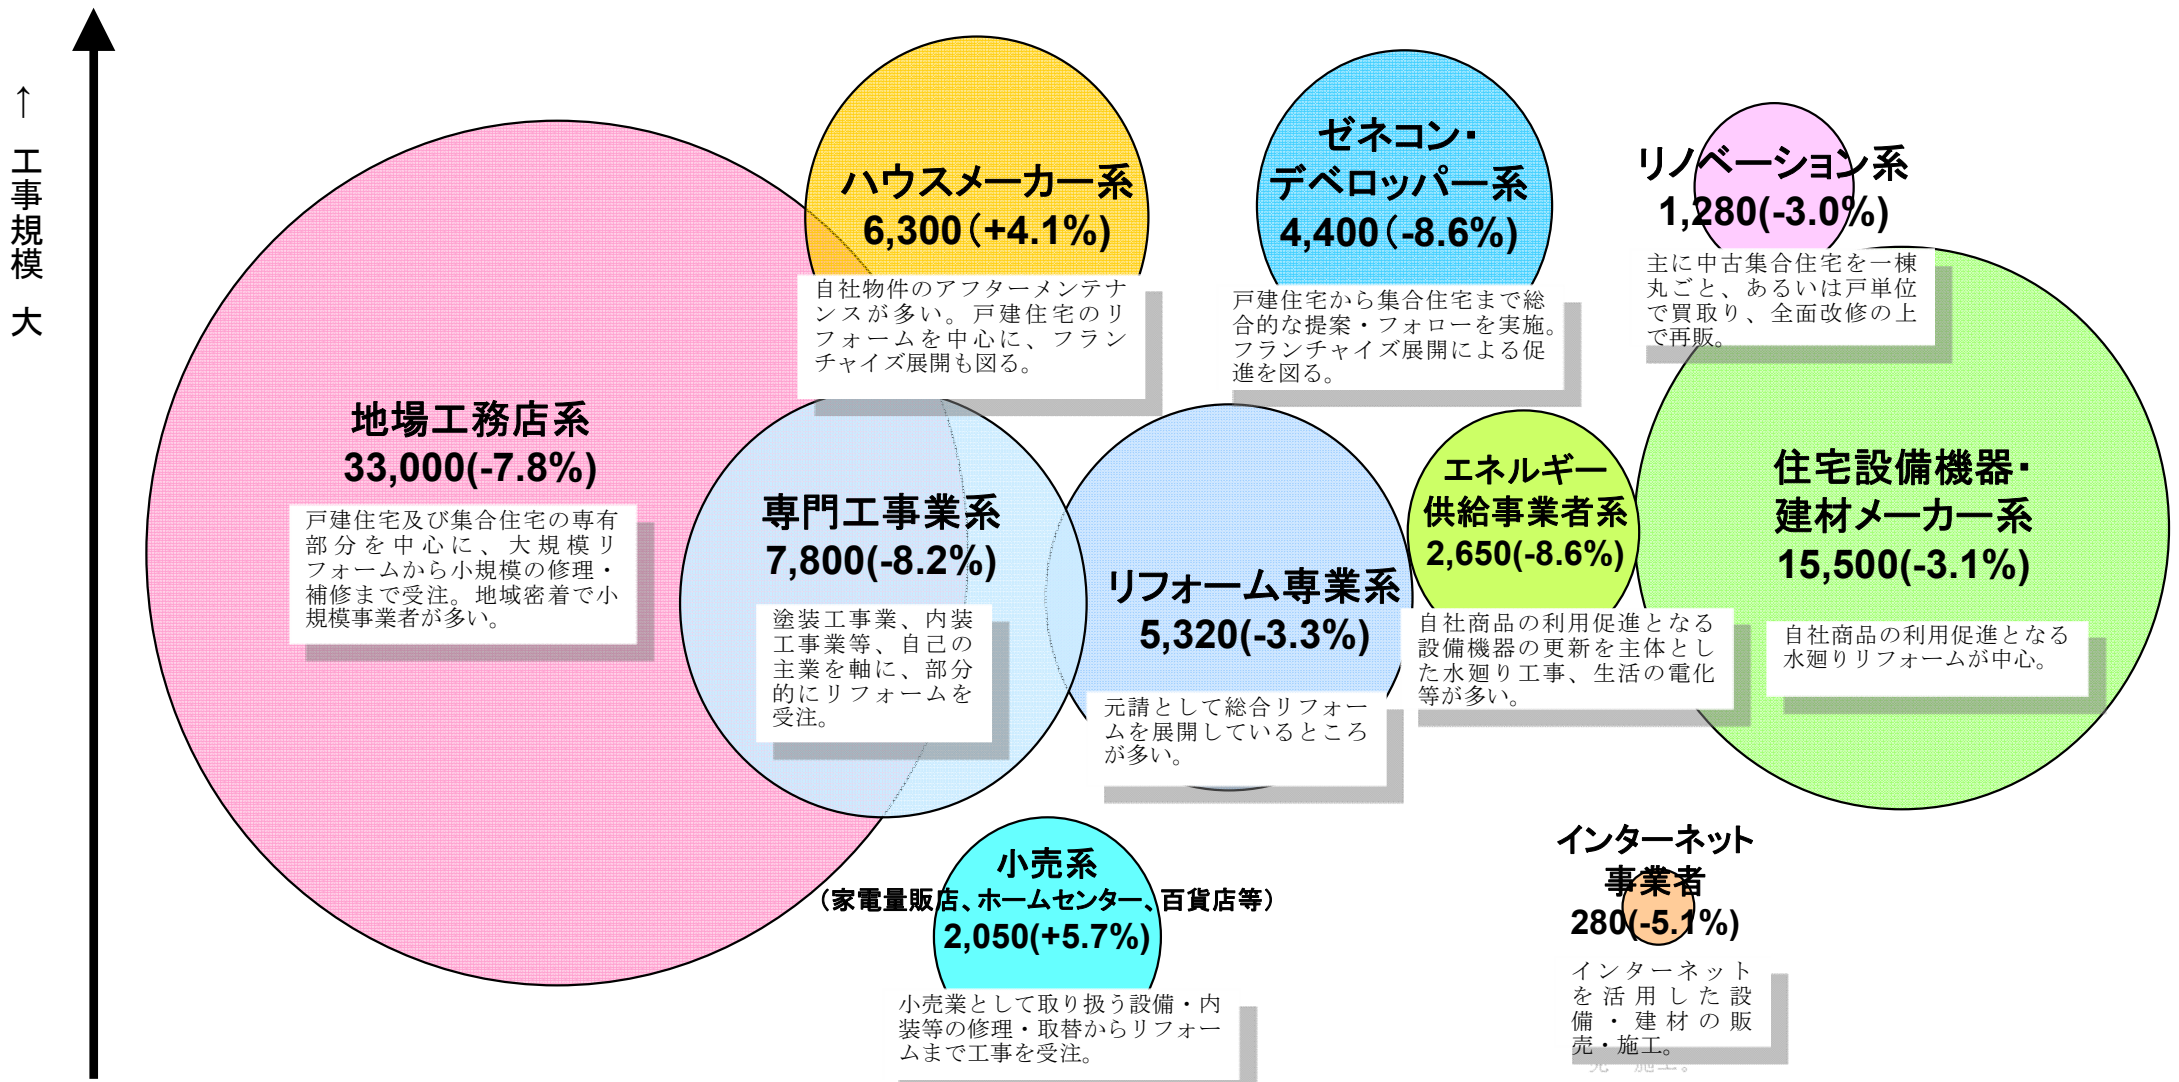 ↑ 工事規模 大
ハウスメーカー系
6,300（+4.1%)
自社物件のアフターメンテナ
ンスが多い。戸建住宅のリ
フォームを中心に、フラン
チャイズ展開も図る。
ゼネコン・
デベロッパー系
4,400（-8.6%)
戸建住宅から集合住宅まで総
合的な提案・フォローを実施。
フランチャイズ展開による促
進を図る。
リノベーション系
1,280(-3.0%)
主に中古集合住宅を一棟
丸ごと、あるいは戸単位
で買取り、全面改修の上
で再販。
地場工務店系
33,000(-7.8%)
戸建住宅及び集合住宅の専有
部分を中心に、大規模リ
フォームから小規模の修理・
補修まで受注。地域密着で小
規模事業者が多い。
専門工事業系
7,800(-8.2%)
塗装工事業、内装
工事業等、自己の
主業を軸に、部分
的にリフォームを
受注。
リフォーム専業系
5,320(-3.3%)
元請として総合リフォー
ムを展開しているところ
が多い。
エネルギー
供給事業者系
2,650(-8.6%)
自社商品の利用促進となる
設備機器の更新を主体とし
た水廻り工事、生活の電化
等が多い。
住宅設備機器・
建材メーカー系
15,500(-3.1%)
自社商品の利用促進となる
水廻りリフォームが中心。
小売系
（家電量販店、ホームセンター、百貨店等）
2,050(+5.7%)
小売業として取り扱う設備・内
装等の修理・取替からリフォー
ムまで工事を受注。
インターネット
事業者
280(-5.1%)
インターネット
を活用した設
備・建材の販
売・施工。